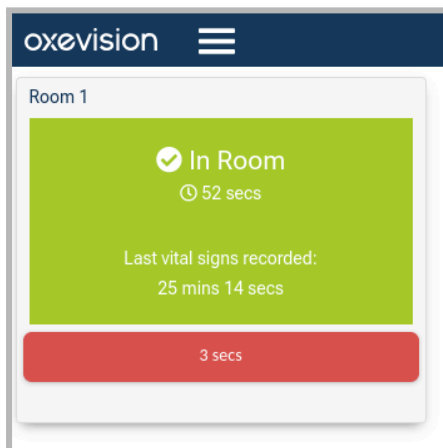 oxevision
Room 1
In Room
52 secs
Last vital signs recorded:
25 mins 14 secs
3 secs